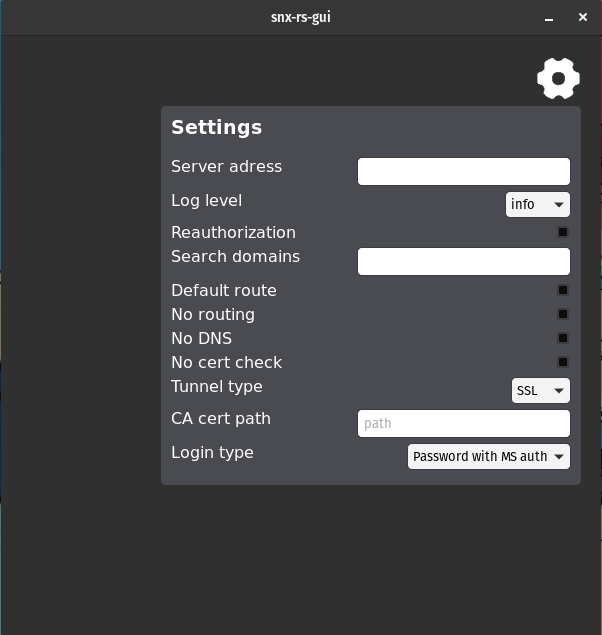 snx-rs-gui
Settings
Server adress
Log level info
Reauthorization
Search domains
Default route
No routing
No DNS
No cert check
Tunnel type SSL
CA cert path path
Login type Password with MS auth